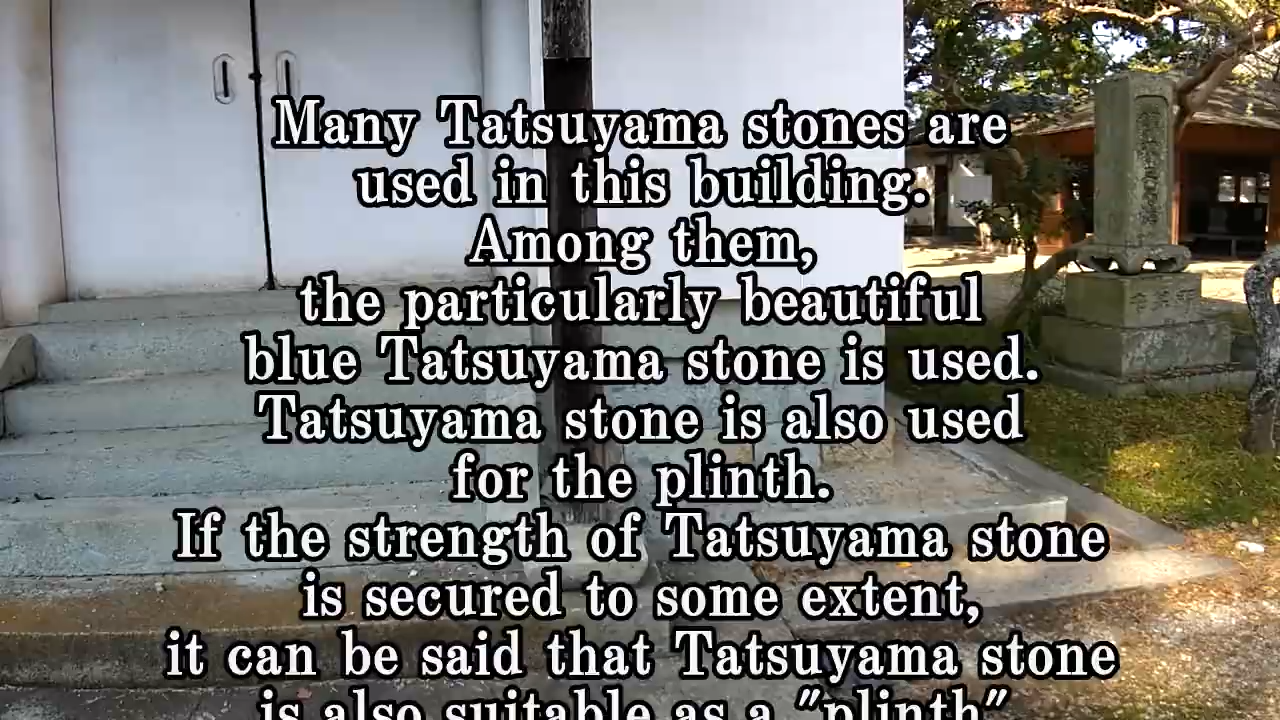 Many Tatsuyama stones are
used in this building.
Among them,
the particularly beautiful
blue Tatsuyama stone is used.
Tatsuyama stone is also used
for the plinth.
If the strength of Tatsuyama stone
is secured to some extent,
it can be said that Tatsuyama stone
is also suitable as a "plinth"